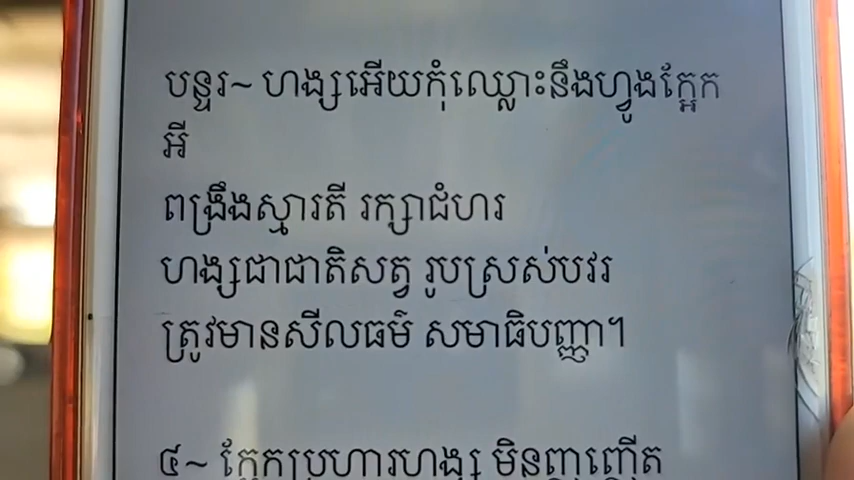 បន្ទរ~ ហង្សអើយកុំឈ្លោះនឹងហ្វូងក្អែក
អី
ពង្រឹងស្មារតី រក្សាជំហរ
ហង្សជាជាតិសត្វ រូបស្រស់បវរ
ត្រូវមានសីលធម៌ សមាធិបញ្ញា។
៤~ ក្អែកប្រហារហង្ស មិនញញើត